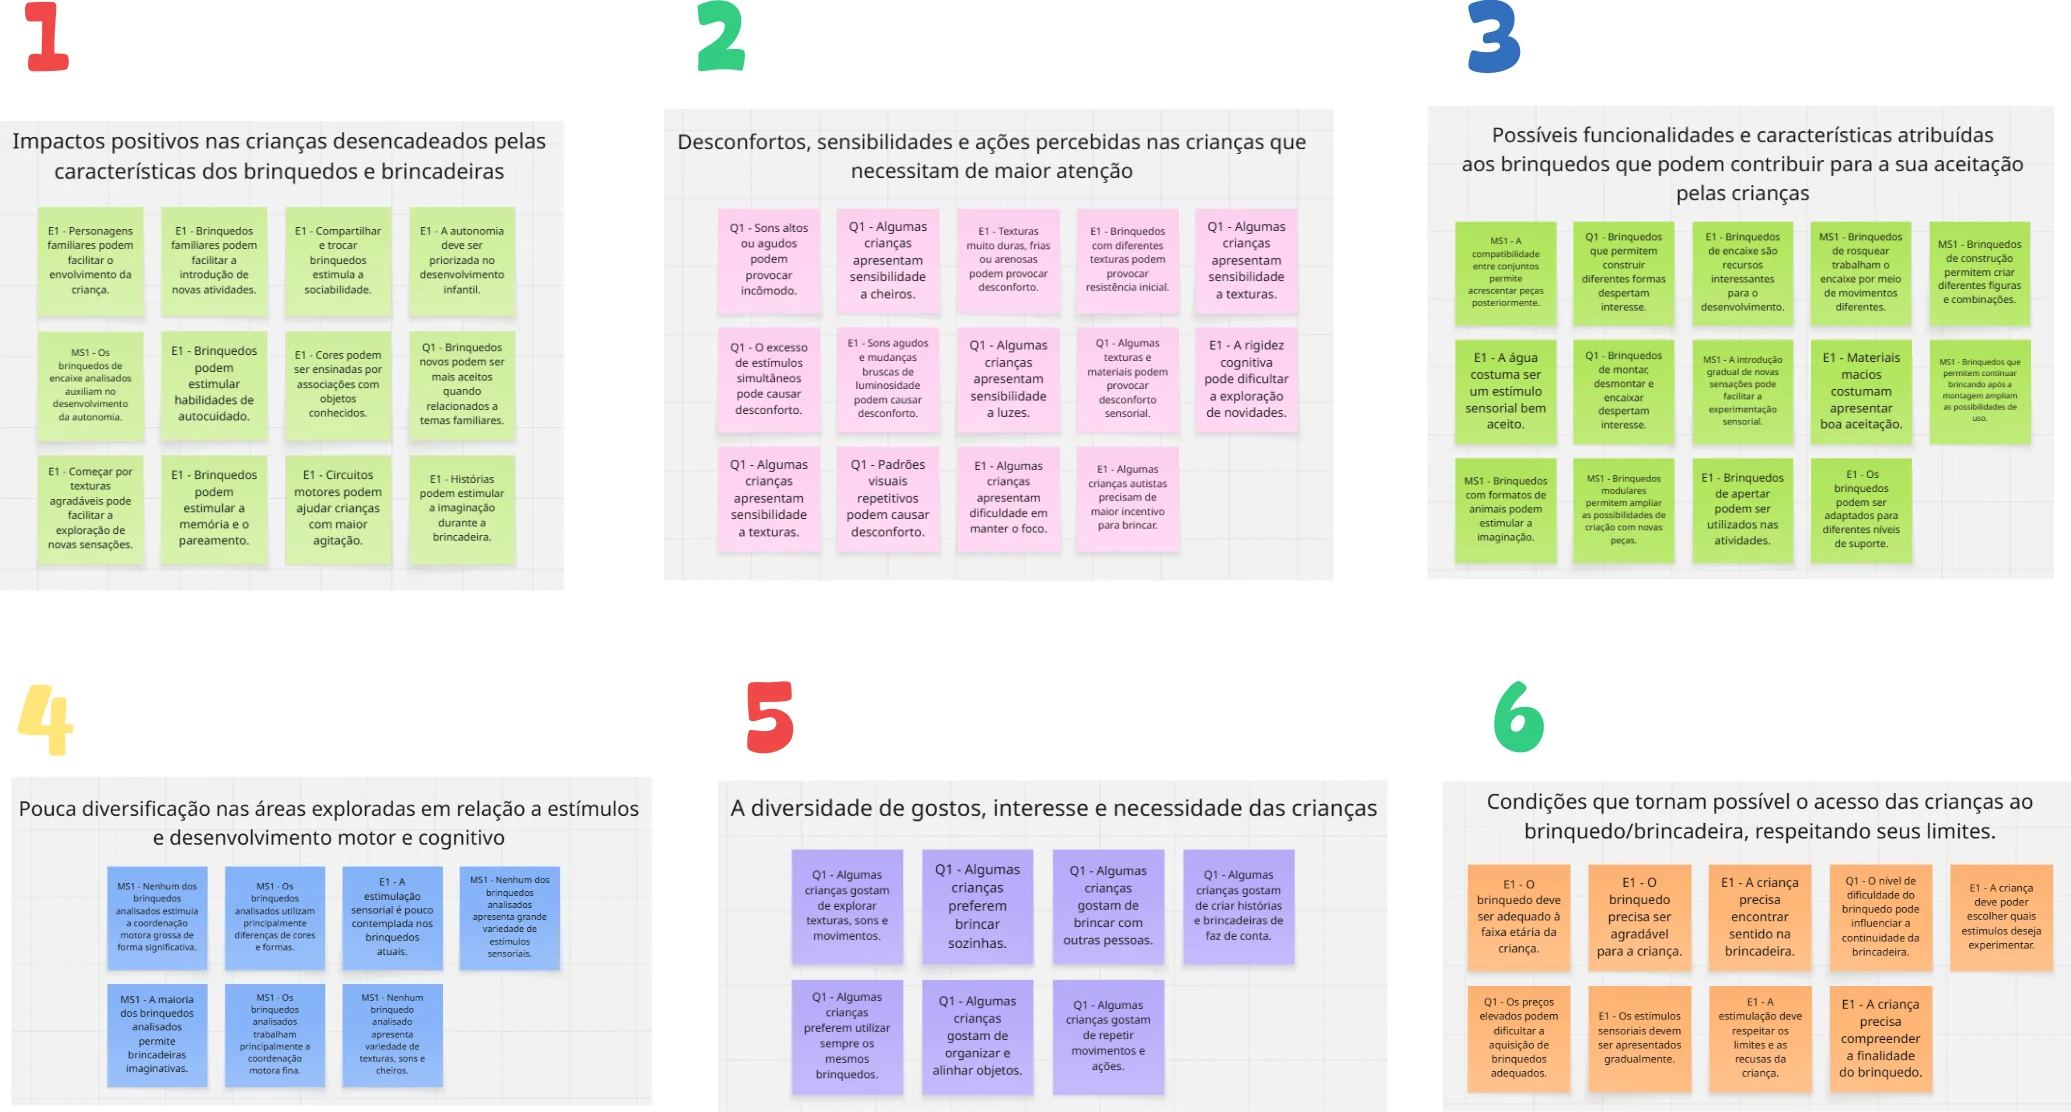 1
Impactos positivos nas crianças desencadeados pelas
características dos brinquedos e brincadeiras
E1 - Personagens
familiares podem
facilitar o
envolvimento da
criança.
E1 - Brinquedos
familiares podem
facilitar a
introdução de
novas atividades.
E1 - Compartilhar
e trocar
brinquedos
estimula a
sociabilidade.
E1 - A autonomia
deve ser
priorizada no
desenvolvimento
infantil.
MS1 - Os
brinquedos de
encaixe analisados
auxiliam no
desenvolvimento
da autonomia.
E1 - Brinquedos
podem
estimular
habilidades de
autocuidado.
E1 - Cores podem
ser ensinadas por
associações com
objetos
conhecidos.
Q1 - Brinquedos
novos podem ser
mais aceitos
quando
relacionados a
temas familiares.
E1 - Começar por
texturas
agradáveis pode
facilitar a
exploração de
novas sensações.
E1 - Brinquedos
podem
estimular a
memória e o
pareamento.
E1 - Circuitos
motores podem
ajudar crianças
com maior
agitação.
E1 - Histórias
podem estimular
a imaginação
durante a
brincadeira.
2
Desconfortos, sensibilidades e ações percebidas nas crianças que
necessitam de maior atenção
Q1 - Sons altos
ou agudos
podem
provocar
incômodo.
Q1 - Algumas
crianças
apresentam
sensibilidade
a cheiros.
E1 - Texturas
muito duras, frias
ou arenosas
podem provocar
desconforto.
E1 - Brinquedos
com diferentes
texturas podem
provocar
resistência inicial.
Q1 - Algumas
crianças
apresentam
sensibilidade
a texturas.
Q1 - O excesso
de estímulos
simultâneos
pode causar
desconforto.
E1 - Sons agudos
e mudanças
bruscas de
luminosidade
podem causar
desconforto.
Q1 - Algumas
crianças
apresentam
sensibilidade
a luzes.
Q1 - Algumas
texturas e
materiais podem
provocar
desconforto
sensorial.
E1 - A rigidez
cognitiva
pode dificultar
a exploração
de novidades.
Q1 - Algumas
crianças
apresentam
sensibilidade
a texturas.
Q1 - Padrões
visuais
repetitivos
podem causar
desconforto.
E1 - Algumas
crianças
apresentam
dificuldade em
manter o foco.
E1 - Algumas
crianças autistas
precisam de
maior incentivo
para brincar.
3
Possíveis funcionalidades e características atribuídas
aos brinquedos que podem contribuir para a sua aceitação
pelas crianças
MS1 - A
compatibilidade
entre conjuntos
permite
acrescentar peças
posteriormente.
Q1 - Brinquedos
que permitem
construir
diferentes formas
despertam
interesse.
E1 - Brinquedos
de encaixe são
recursos
interessantes
para o
desenvolvimento.
MS1 - Brinquedos
de rosquear
trabalham o
encaixe por meio
de movimentos
diferentes.
MS1 - Brinquedos
de construção
permitem criar
diferentes figuras
e combinações.
E1 - A água
costuma ser
um estímulo
sensorial bem
aceito.
Q1 - Brinquedos
de montar,
desmontar e
encaixar
despertam
interesse.
MS1 - A introdução
gradual de novas
sensações pode
facilitar a
experimentação
sensorial.
E1 - Materiais
macios
costumam
apresentar
boa aceitação.
MS1 - Brinquedos que
permitem continuar
brincando após a
montagem ampliam
as possibilidades de
uso.
MS1 - Brinquedos
com formatos de
animais podem
estimular a
imaginação.
MS1 - Brinquedos
modulares
permitem ampliar
as possibilidades de
criação com novas
peças.
E1 - Brinquedos
de apertar
podem ser
utilizados nas
atividades.
E1 - Os
brinquedos
podem ser
adaptados para
diferentes níveis
de suporte.
4
Pouca diversificação nas áreas exploradas em relação a estímulos
e desenvolvimento motor e cognitivo
MS1 - Nenhum dos
brinquedos
analisados estimula
a coordenação
motora grossa de
forma significativa.
MS1 - Os
brinquedos
analisados utilizam
principalmente
diferenças de cores
e formas.
E1 - A
estimulação
sensorial é pouco
contemplada nos
brinquedos
atuais.
MS1 - Nenhum dos
brinquedos
analisados
apresenta grande
variedade de
estímulos
sensoriais.
MS1 - A maioria
dos brinquedos
analisados
permite
brincadeiras
imaginativas.
MS1 - Os
brinquedos
analisados
trabalham
principalmente a
coordenação
motora fina.
MS1 - Nenhum
brinquedo
analisado
apresenta
variedade de
texturas, sons e
cheiros.
5
A diversidade de gostos, interesse e necessidade das crianças
Q1 - Algumas
crianças gostam
de explorar
texturas, sons e
movimentos.
Q1 - Algumas
crianças
preferem
brincar
sozinhas.
Q1 - Algumas
crianças
gostam de
brincar com
outras pessoas.
Q1 - Algumas
crianças gostam
de criar histórias
e brincadeiras de
faz de conta.
Q1 - Algumas
crianças
preferem utilizar
sempre os
mesmos
brinquedos.
Q1 - Algumas
crianças
gostam de
organizar e
alinhar objetos.
Q1 - Algumas
crianças gostam
de repetir
movimentos e
ações.
6
Condições que tornam possível o acesso das crianças ao
brinquedo/brincadeira, respeitando seus limites.
E1 - O
brinquedo deve
ser adequado à
faixa etária da
criança.
E1 - O
brinquedo
precisa ser
agradável
para a criança.
E1 - A criança
precisa
encontrar
sentido na
brincadeira.
Q1 - O nível de
dificuldade do
brinquedo pode
influenciar a
continuidade da
brincadeira.
E1 - A criança
deve poder
escolher quais
estímulos deseja
experimentar.
Q1 - Os preços
elevados podem
dificultar a
aquisição de
brinquedos
adequados.
E1 - Os estímulos
sensoriais devem
ser apresentados
gradualmente.
E1 - A
estimulação deve
respeitar os
limites e as
recusas da
criança.
E1 - A criança
precisa
compreender
a finalidade
do brinquedo.